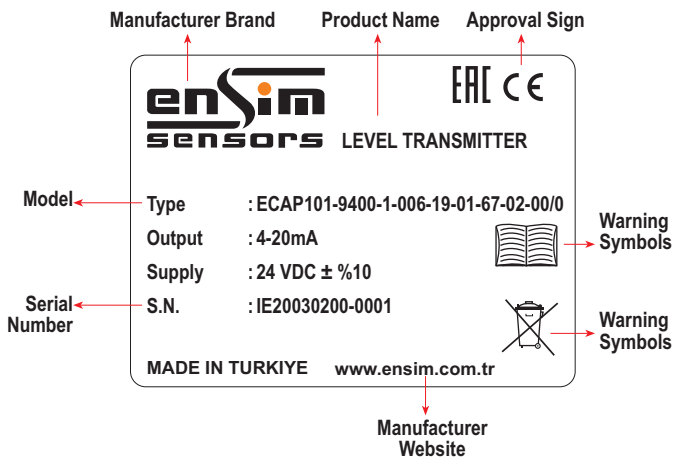 Manufacturer Brand
Product Name
Approval Sign
ensim
sensors
EAC CE
LEVEL TRANSMITTER
Model
Type : ECAP101-9400-1-006-19-01-67-02-00/0
Output : 4-20mA
Warning
Symbols
Supply : 24 VDC ± %10
Serial
Number
S.N. : IE20030200-0001
Warning
Symbols
MADE IN TURKIYE www.ensim.com.tr
Manufacturer
Website